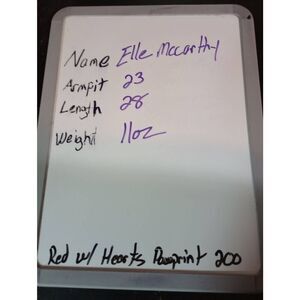 Name Elle Mccarthy
Armpit 23
Length 28
Weight 11oz
Red w/ Hearts Pawprint 200